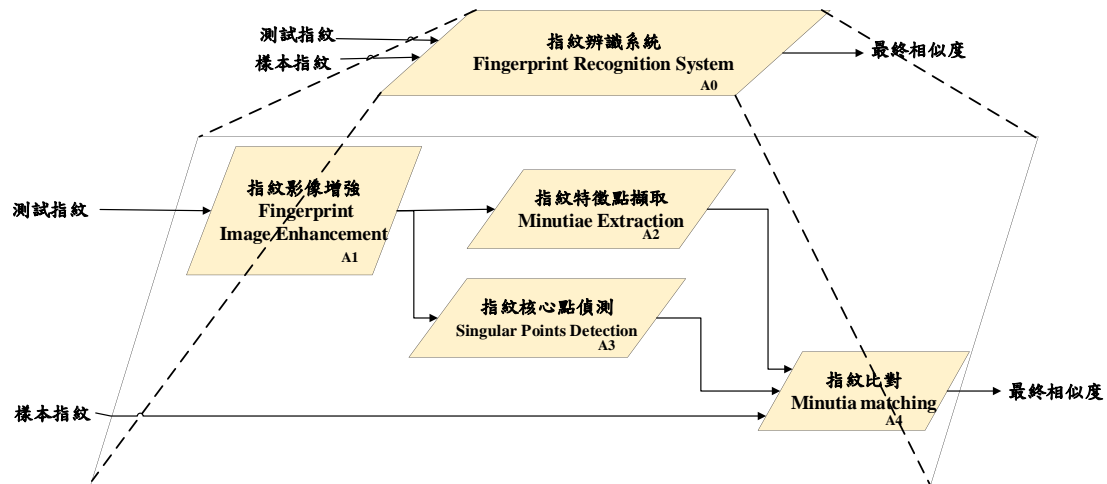 測試指紋
樣本指紋
指紋辨識系統
Fingerprint Recognition System
A0
最終相似度
測試指紋
指紋影像增強
Fingerprint
Image Enhancement
A1
指紋特徵點擷取
Minutiae Extraction
A2
指紋核心點偵測
Singular Points Detection
A3
樣本指紋
指紋比對
Minutia matching
A4
最終相似度